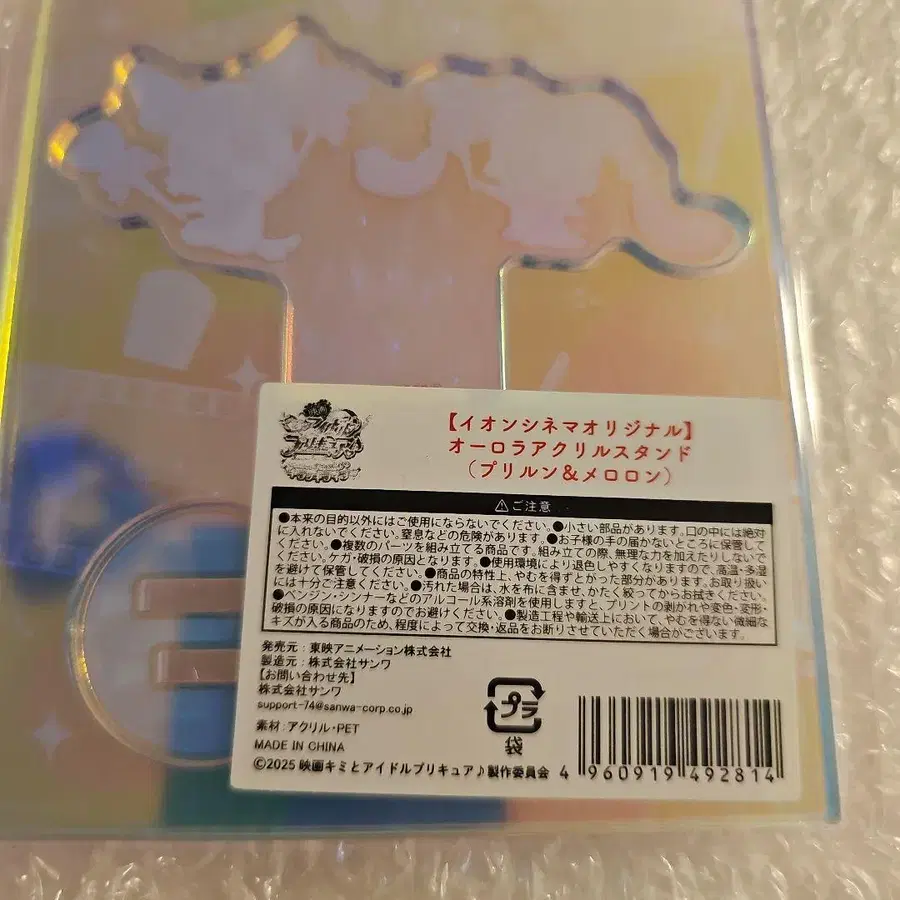 【イオンシネマオリジナル】
オーロラアクリルスタンド
(プリルン&メロロン)
⚠ご注意
●本来の目的以外にはご使用にならないでください。●小さい部品があります。口の中には絶対
に入れないでください。窒息などの危険があります。●お子様の手の届かないところに保管して
ください。●複数のパーツを組み立てる商品です。組み立ての際、無理な力を加えたりしないで
ください。ケガ・破損の原因となります。●使用環境により退色しやすくなりますので、高温・多湿
を避けて保管してください。●商品の特性上、やむを得ずとがった部分があります。お取り扱い
には十分ご注意ください。●汚れた場合は、水を布に含ませ、かたく絞ってからお拭きください。
●ベンジン・シンナーなどのアルコール系溶剤を使用しますと、プリントの剥がれや変色・変形・
破損の原因になりますのでお避けください。●製造工程や輸送上において、やむを得ない微細な
キズが入る商品のため、程度によって交換・返品をお断りさせていただく場合がございます。
発売元:東映アニメーション株式会社
製造元:株式会社サンワ
【お問い合わせ先】
株式会社サンワ
support-74@sanwa-corp.co.jp
素材:アクリル・PET
MADE IN CHINA
©2025 映画キミとアイドルプリキュア♪製作委員会
プラ
袋
4 960919 492814